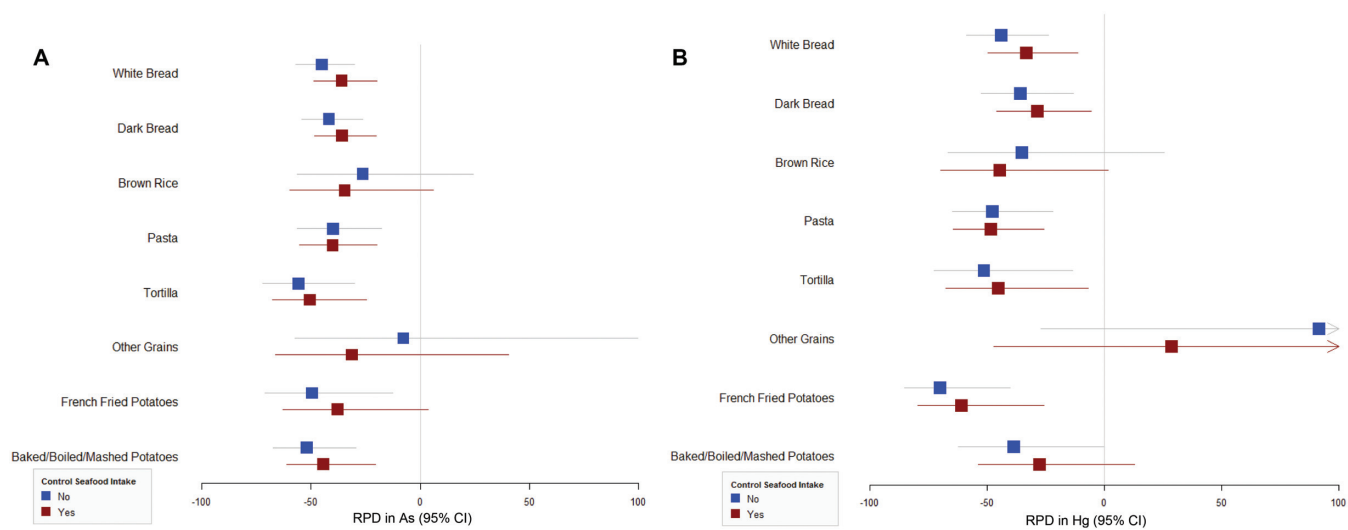 A
White Bread
Dark Bread
Brown Rice
Pasta
Tortilla
Other Grains
French Fried Potatoes
Baked/Boiled/Mashed Potatoes
Control Seafood Intake
No
Yes
-100 -50 0 50 100
RPD in As (95% CI)
B
White Bread
Dark Bread
Brown Rice
Pasta
Tortilla
Other Grains
French Fried Potatoes
Baked/Boiled/Mashed Potatoes
Control Seafood Intake
No
Yes
-100 -50 0 50 100
RPD in Hg (95% CI)